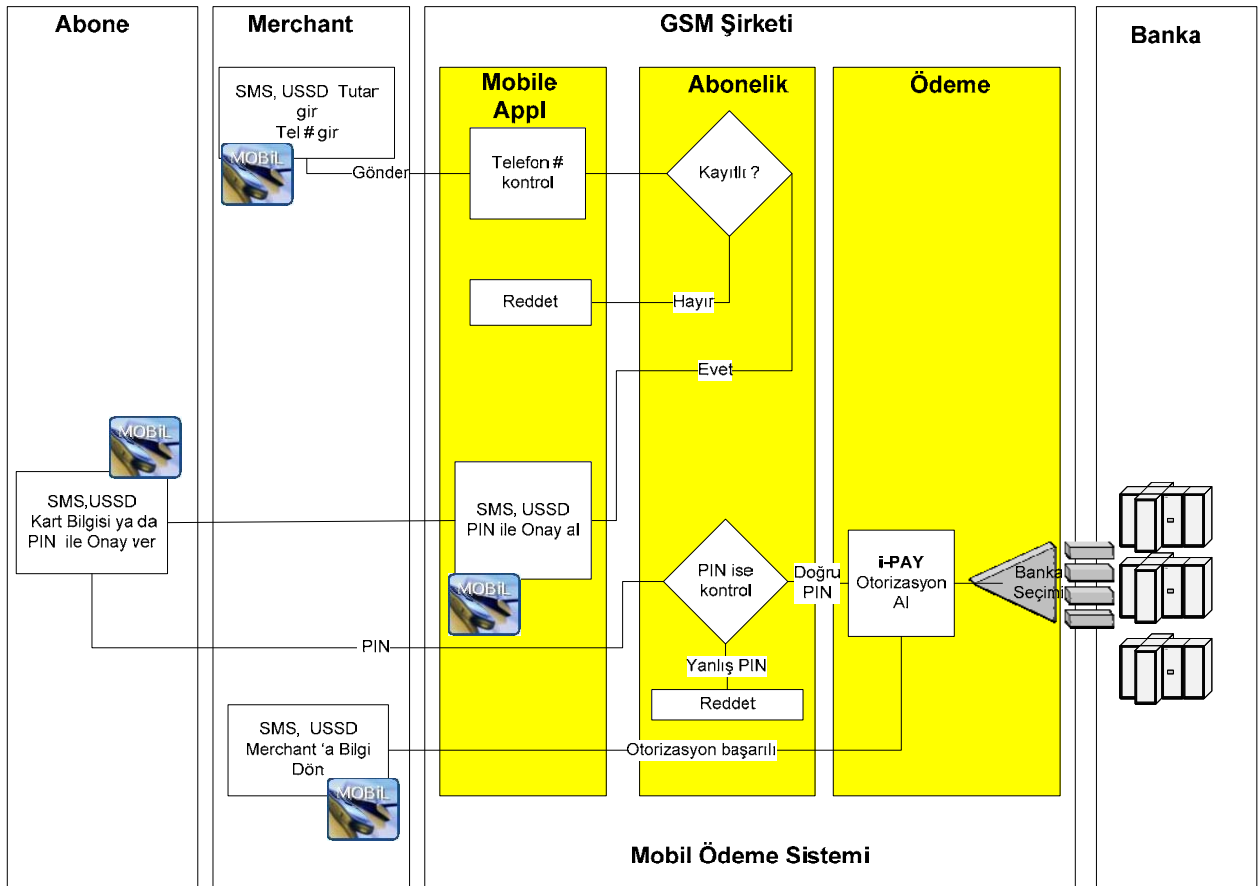 Abone
Merchant
GSM Şirketi
Banka
Mobile
Appl
Abonelik
Ödeme
SMS, USSD Tutar
gir
Tel # gir
MOBİL
Gönder
Telefon #
kontrol
Kayıtlı ?
Reddet
Hayır
Evet
MOBİL
SMS,USSD
Kart Bilgisi ya da
PIN ile Onay ver
SMS, USSD
PIN ile Onay al
MOBİL
PIN ise
kontrol
Doğru
PIN
i-PAY
Otorizasyon
Al
Banka
Seçimi
PIN
Yanlış PIN
Reddet
SMS, USSD
Merchant 'a Bilgi
Dön
MOBİL
Otorizasyon başarılı
Mobil Ödeme Sistemi